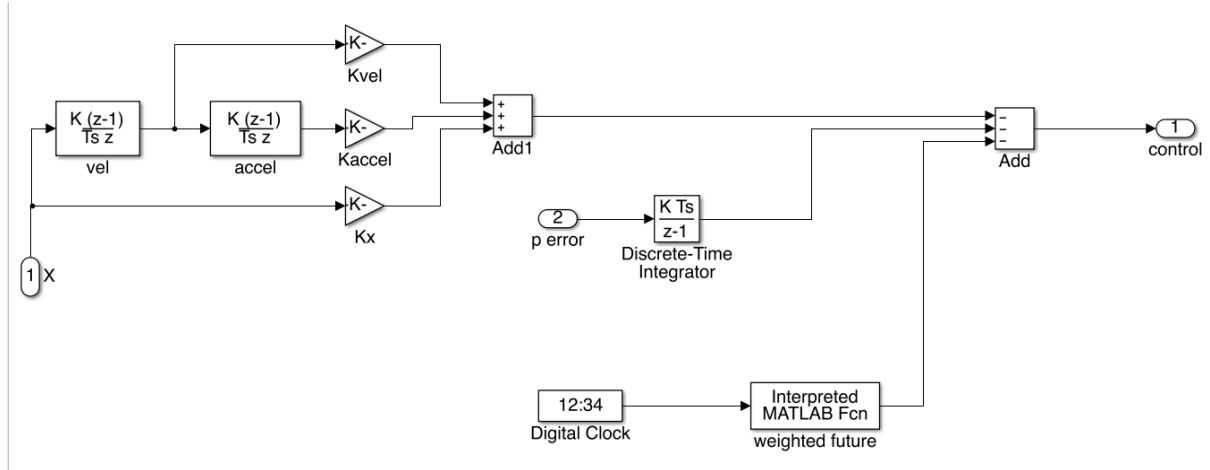 -K-
Kvel
K (z-1)
Ts z
vel
K (z-1)
Ts z
accel
-K-
Kaccel
+
+
+
Add1
-K-
Kx
1
X
2
p error
K Ts
z-1
Discrete-Time
Integrator
−
−
−
Add
1
control
12:34
Digital Clock
Interpreted
MATLAB Fcn
weighted future